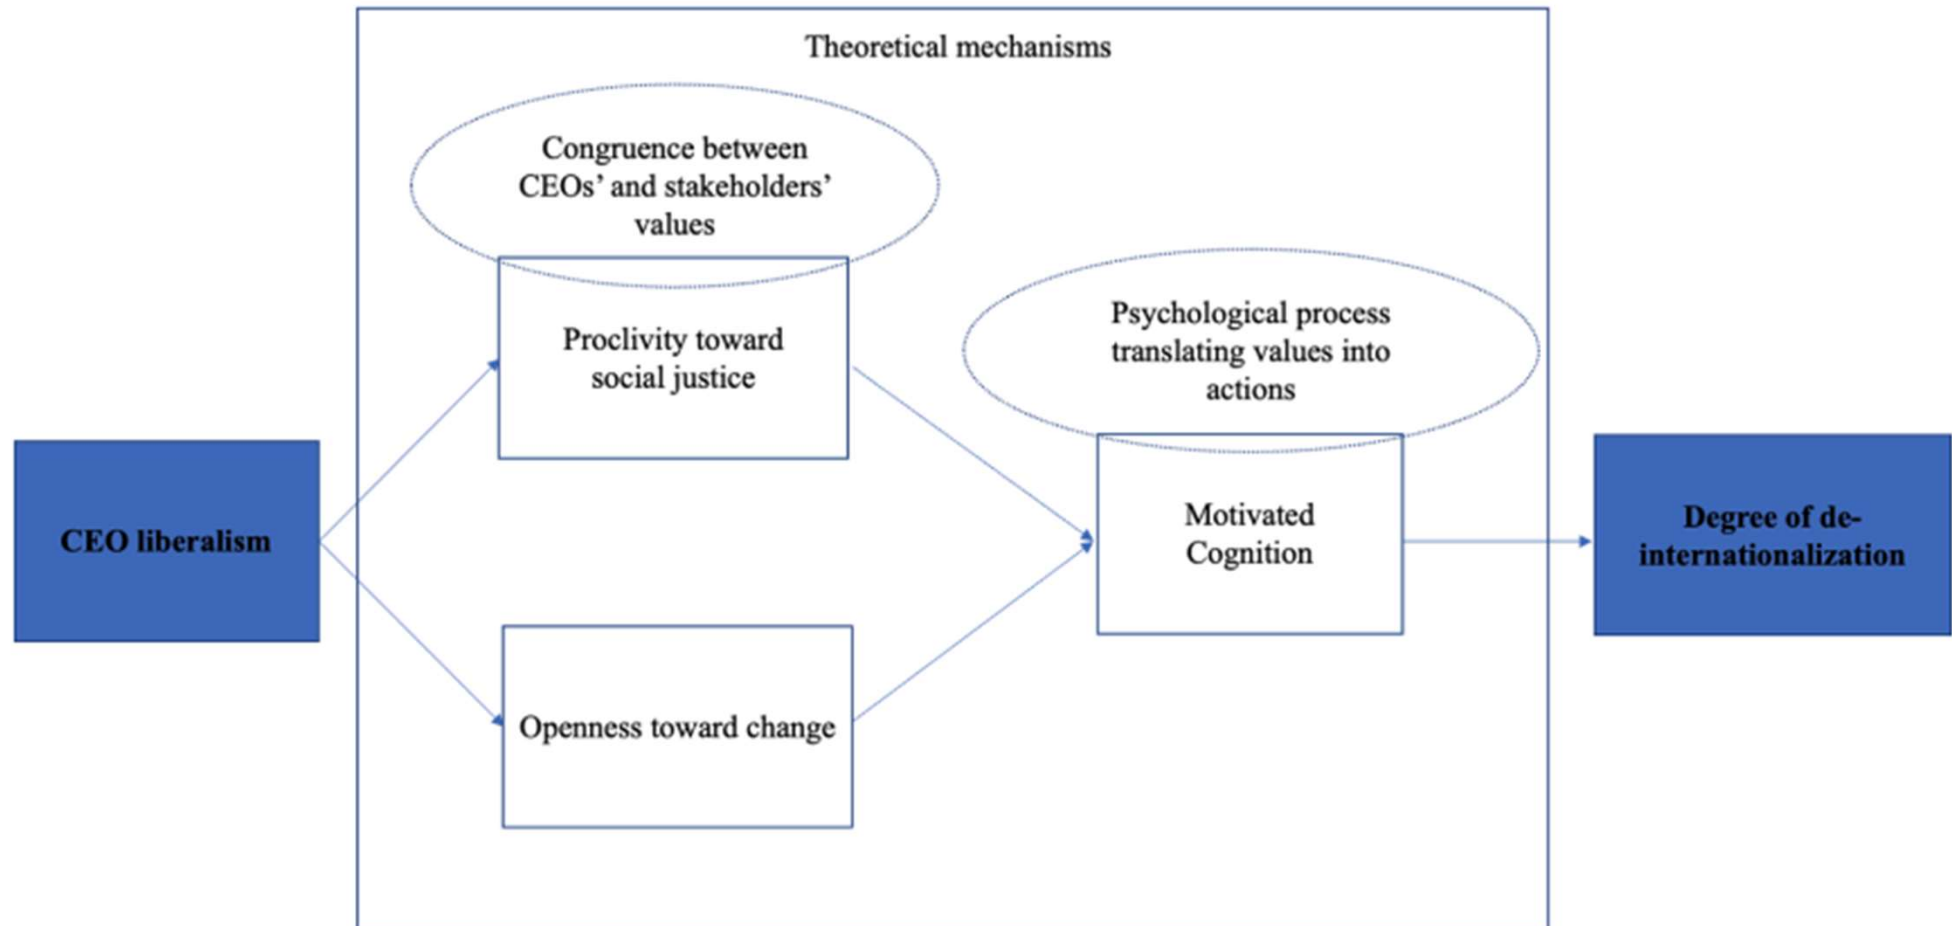 Theoretical mechanisms
Congruence between
CEOs’ and stakeholders’
values
Proclivity toward
social justice
Psychological process
translating values into
actions
CEO liberalism
Motivated
Cognition
Degree of de-
internationalization
Openness toward change